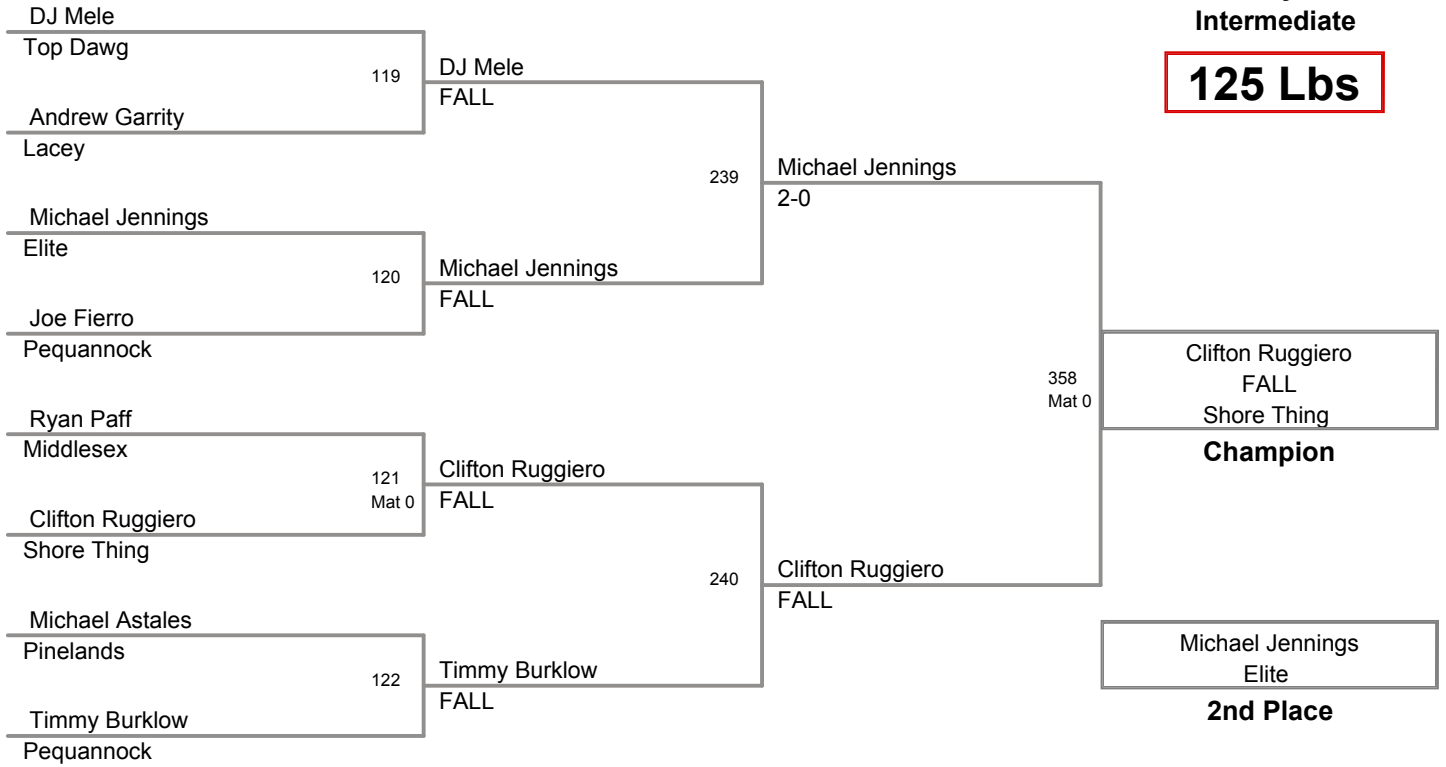 Intermediate
125 Lbs
DJ Mele
Top Dawg
119
DJ Mele
FALL
Andrew Garrity
Lacey
239
Michael Jennings
2-0
Michael Jennings
Elite
120
Michael Jennings
FALL
Joe Fierro
Pequannock
358
Mat 0
Clifton Ruggiero
FALL
Shore Thing
Champion
Ryan Paff
Middlesex
121
Mat 0
Clifton Ruggiero
FALL
Clifton Ruggiero
Shore Thing
240
Clifton Ruggiero
FALL
Michael Astales
Pinelands
122
Timmy Burklow
FALL
Timmy Burklow
Pequannock
Michael Jennings
Elite
2nd Place